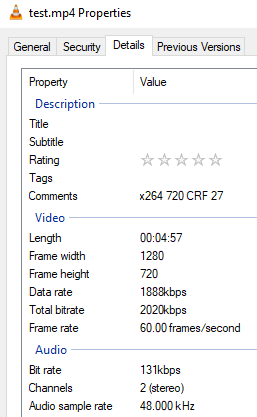 test.mp4 Properties
General Security Details Previous Versions
Property Value
Description
Title
Subtitle
Rating
Tags
Comments x264 720 CRF 27
Video
Length 00:04:57
Frame width 1280
Frame height 720
Data rate 1888kbps
Total bitrate 2020kbps
Frame rate 60.00 frames/second
Audio
Bit rate 131kbps
Channels 2 (stereo)
Audio sample rate 48.000 kHz